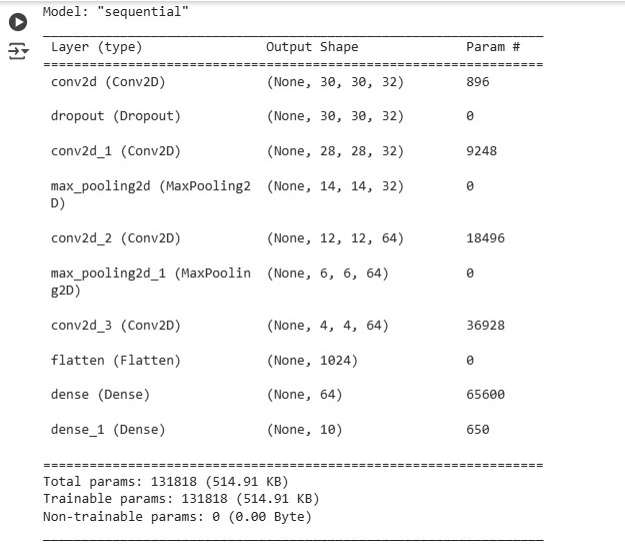 Model: "sequential"
Layer (type) Output Shape Param #
conv2d (Conv2D) (None, 30, 30, 32) 896
dropout (Dropout) (None, 30, 30, 32) 0
conv2d_1 (Conv2D) (None, 28, 28, 32) 9248
max_pooling2d (MaxPooling2 (None, 14, 14, 32) 0
D)
conv2d_2 (Conv2D) (None, 12, 12, 64) 18496
max_pooling2d_1 (MaxPoolin (None, 6, 6, 64) 0
g2D)
conv2d_3 (Conv2D) (None, 4, 4, 64) 36928
flatten (Flatten) (None, 1024) 0
dense (Dense) (None, 64) 65600
dense_1 (Dense) (None, 10) 650
Total params: 131818 (514.91 KB)
Trainable params: 131818 (514.91 KB)
Non-trainable params: 0 (0.00 Byte)